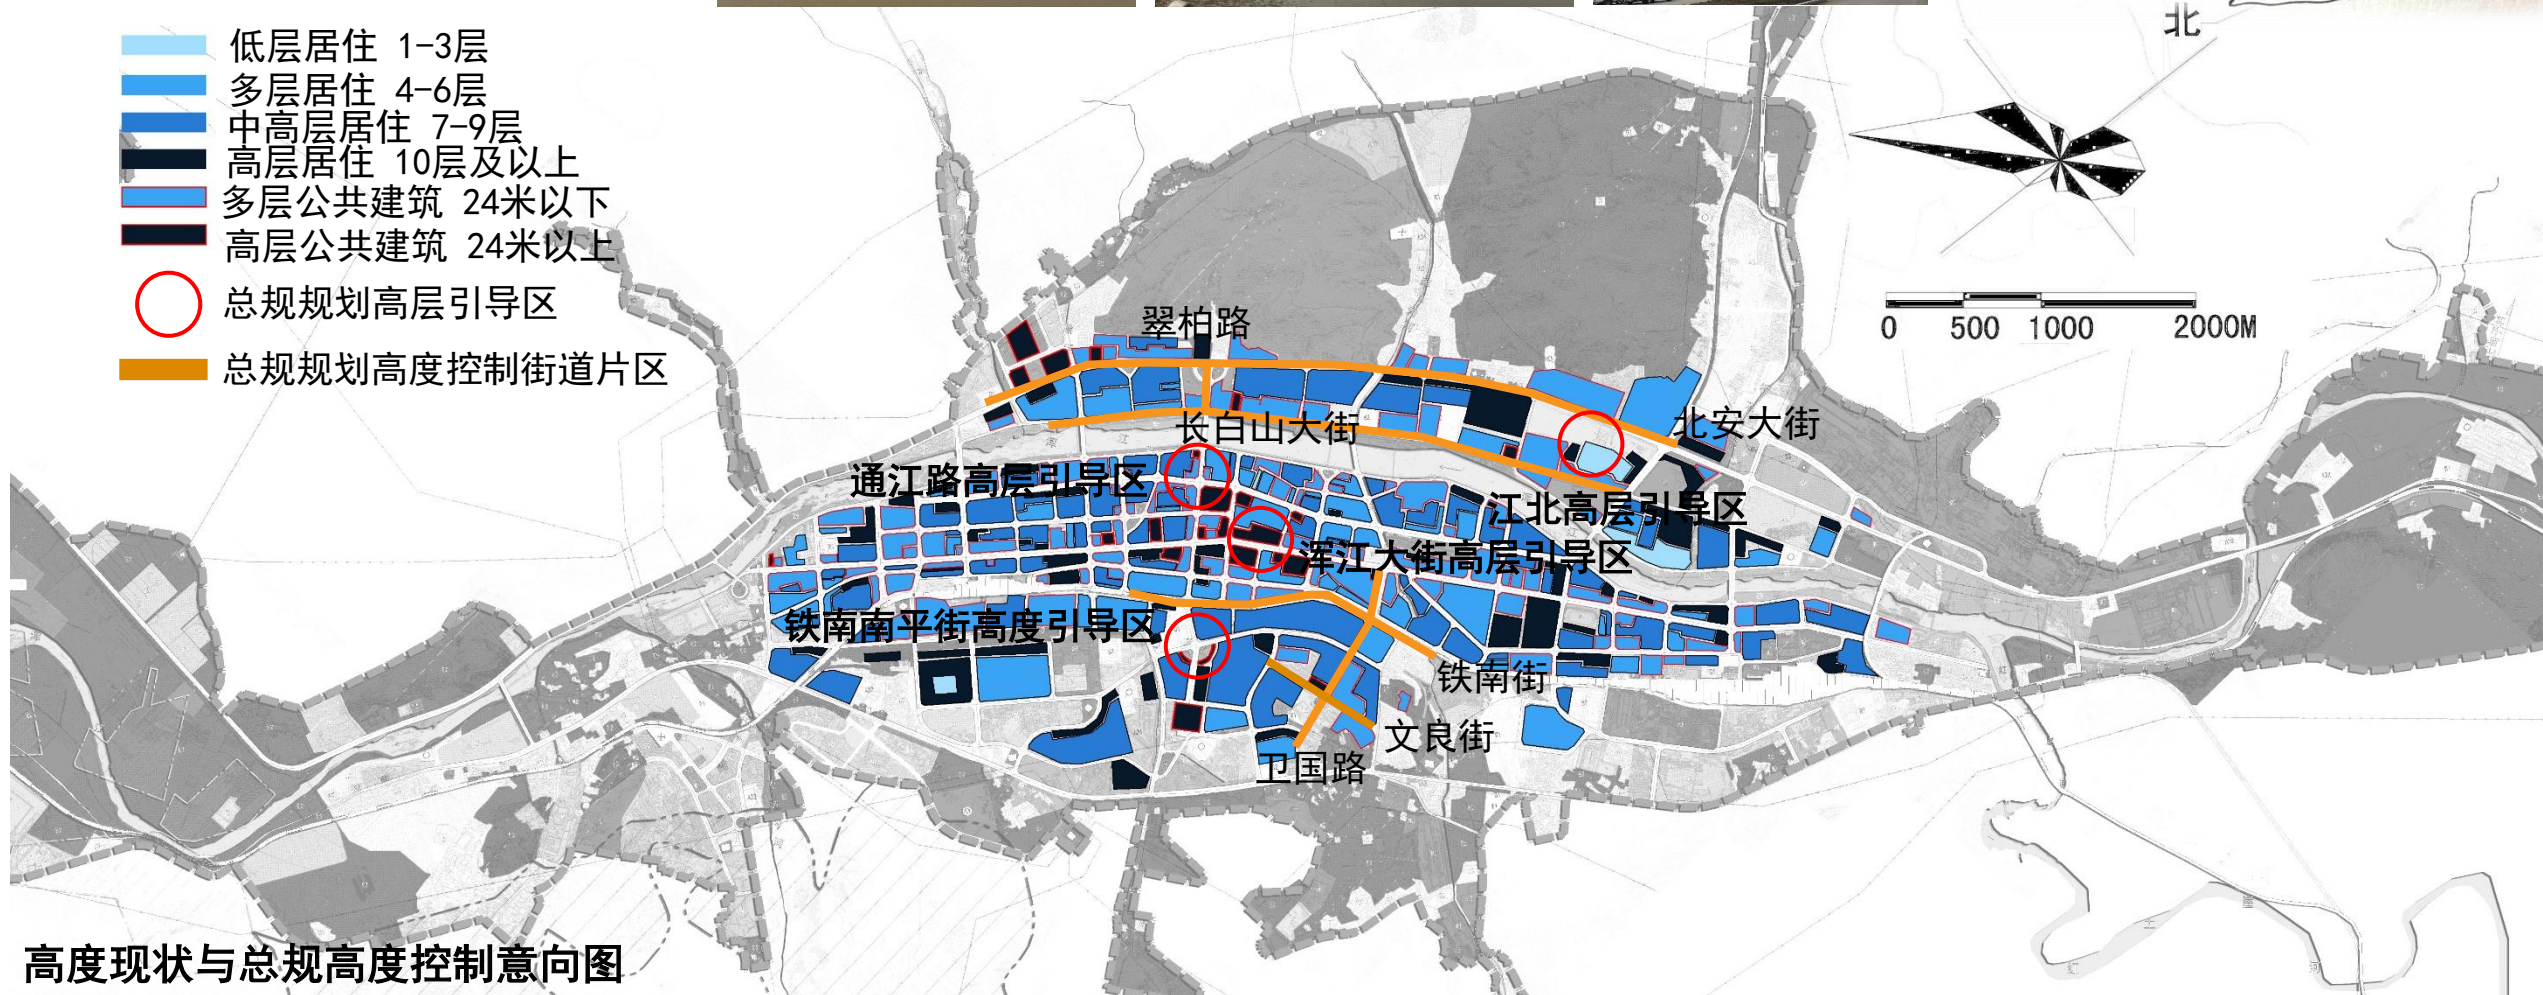 北
低层居住 1-3层
多层居住 4-6层
中高层居住 7-9层
高层居住 10层及以上
多层公共建筑 24米以下
高层公共建筑 24米以上
总规规划高层引导区
总规规划高度控制街道片区
0 500 1000 2000M
翠柏路
长白山大街
北安大街
通江路高层引导区
江北高层引导区
浑江大街高层引导区
铁南南平街高度引导区
铁南街
文良街
卫国路
高度现状与总规高度控制意向图